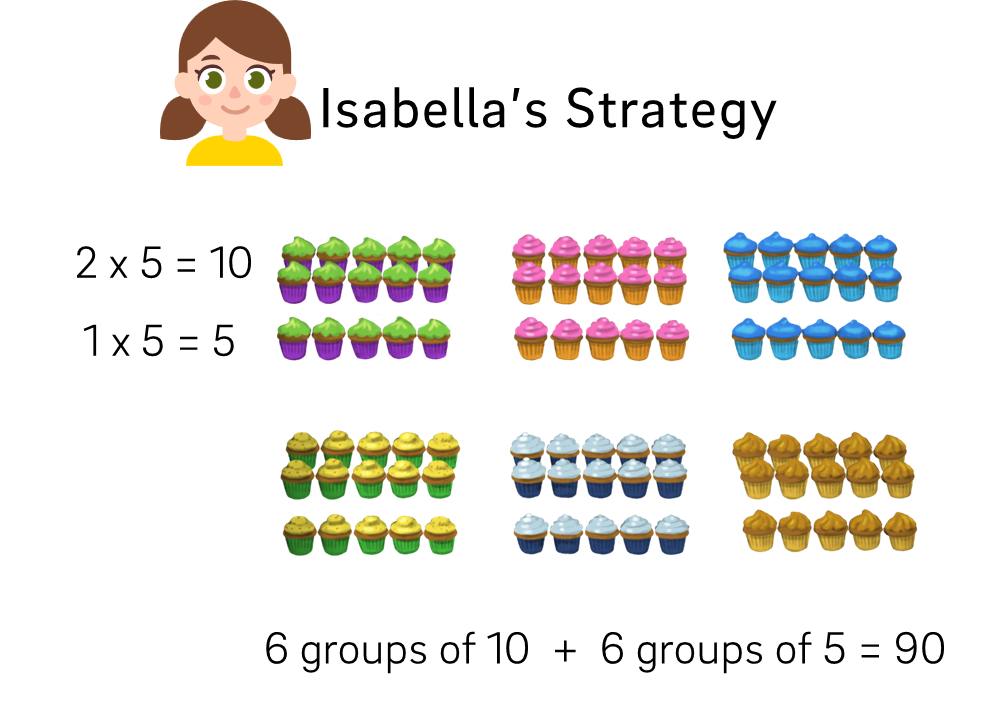 Isabella's Strategy
2 x 5 = 10
1 x 5 = 5
6 groups of 10 + 6 groups of 5 = 90